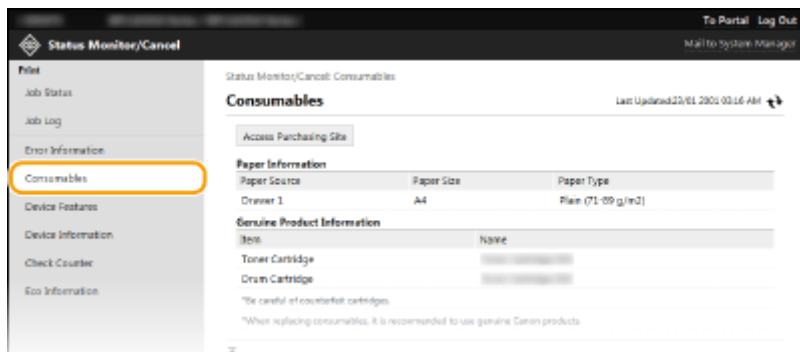 To Portal Log Out
Status Monitor/Cancel
Mail to System Manager
Print
Job Status
Job Log
Error Information
Consumables
Device Features
Device Information
Check Counter
Eco Information
Status Monitor/Cancel: Consumables
Consumables
Last Updated:23/01 2001 03:16 AM
Access Purchasing Site
Paper Information
Paper Source Paper Size Paper Type
Drawer 1 A4 Plain (71-89 g/m2)
Genuine Product Information
Item Name
Toner Cartridge
Drum Cartridge
*Be careful of counterfeit cartridges.
*When replacing consumables, it is recommended to use genuine Canon products.